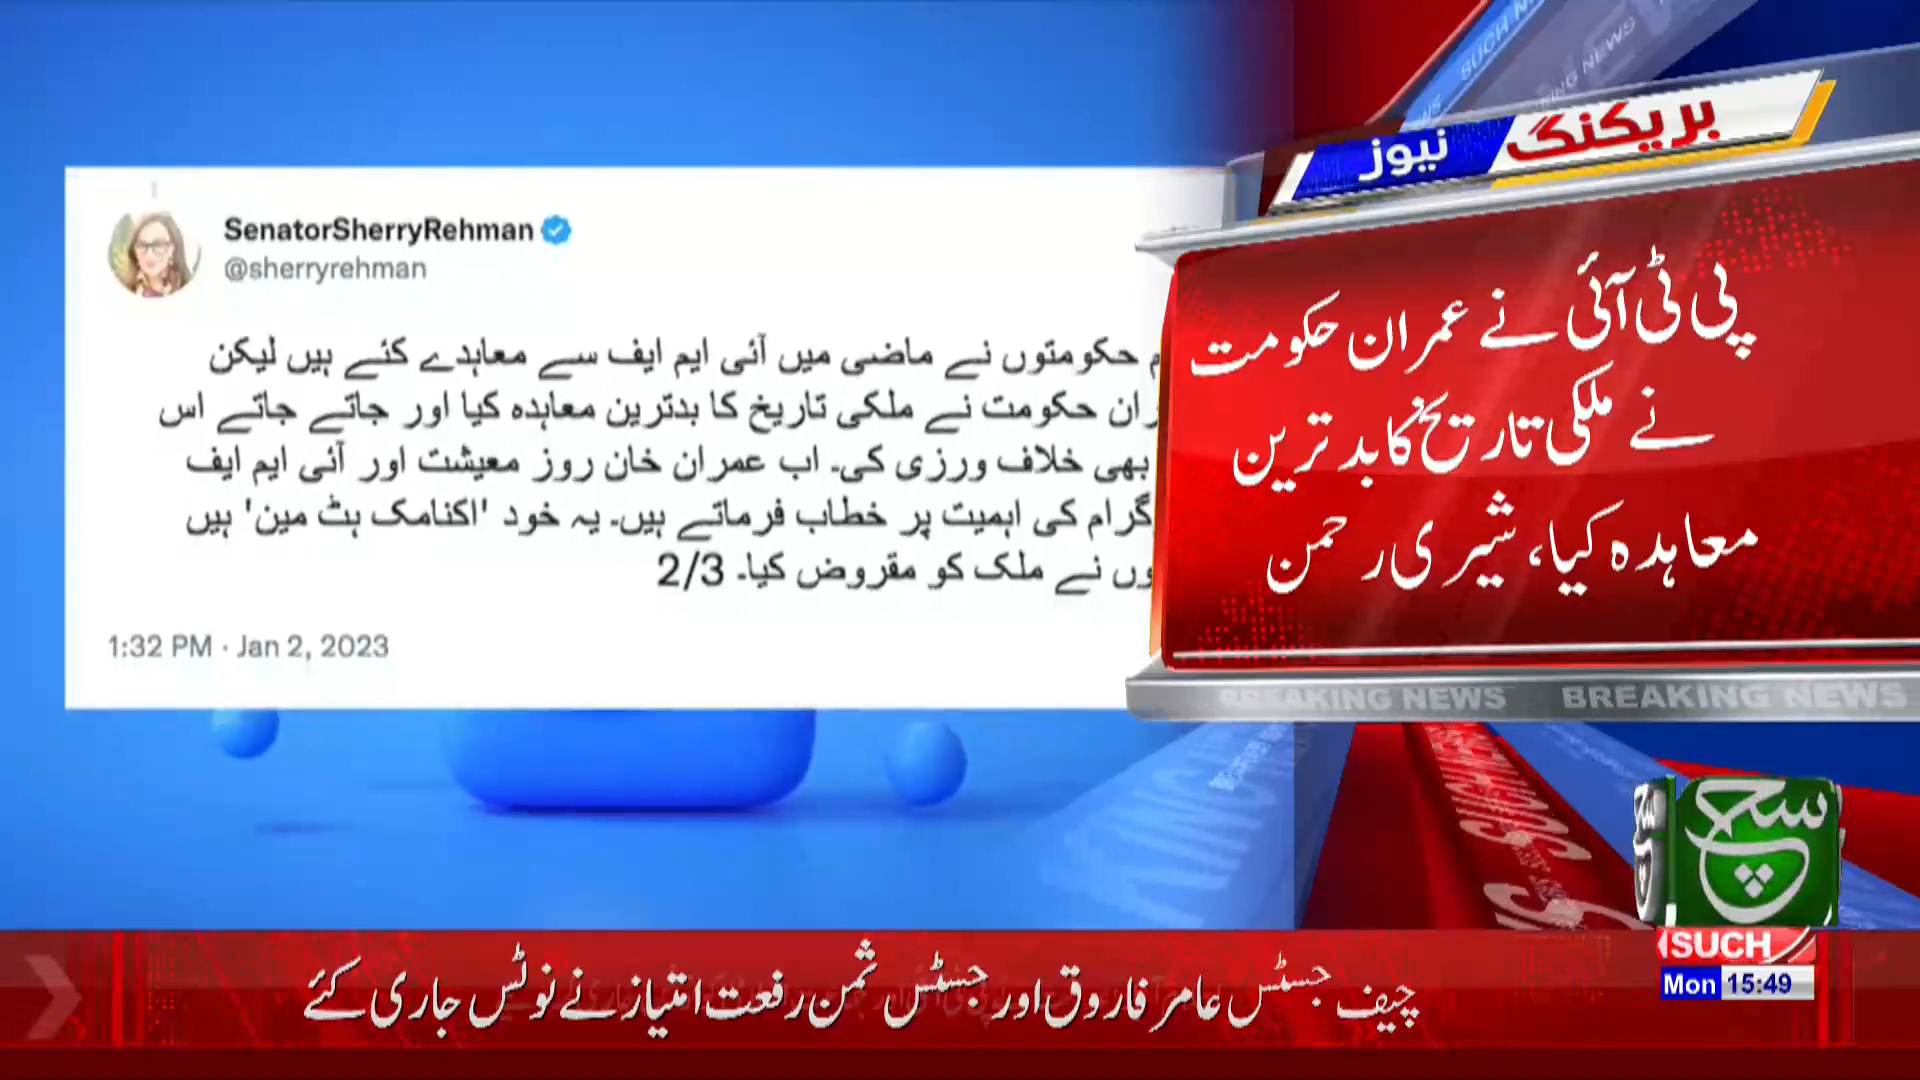 SenatorSherryRehman
@sherryrehman
حکومتوں نے ماضی میں آئی ایم ایف سے معاہدے کئے ہیں لیکن
ران حکومت نے ملکی تاریخ کا بدترین معاہدہ کیا اور جاتے جاتے اس
بھی خلاف ورزی کی۔ اب عمران خان روز معیشت اور آئی ایم ایف
گرام کی اہمیت پر خطاب فرماتے ہیں۔ یہ خود 'اکنامک ہٹ مین' ہیں
وں نے ملک کو مقروض کیا۔ 2/3
1:32 PM · Jan 2, 2023
بریکنگ نیوز
پی ٹی آئی نے عمران حکومت
نے ملکی تاریخ کا بد ترین
معاہدہ کیا، شیری رحمن
BREAKING NEWS BREAKING NEWS
سچ
SUCH
Mon 15:49
چیف جسٹس عامر فاروق اور جسٹس ثمن رفعت امتیاز نے نوٹس جاری کئے